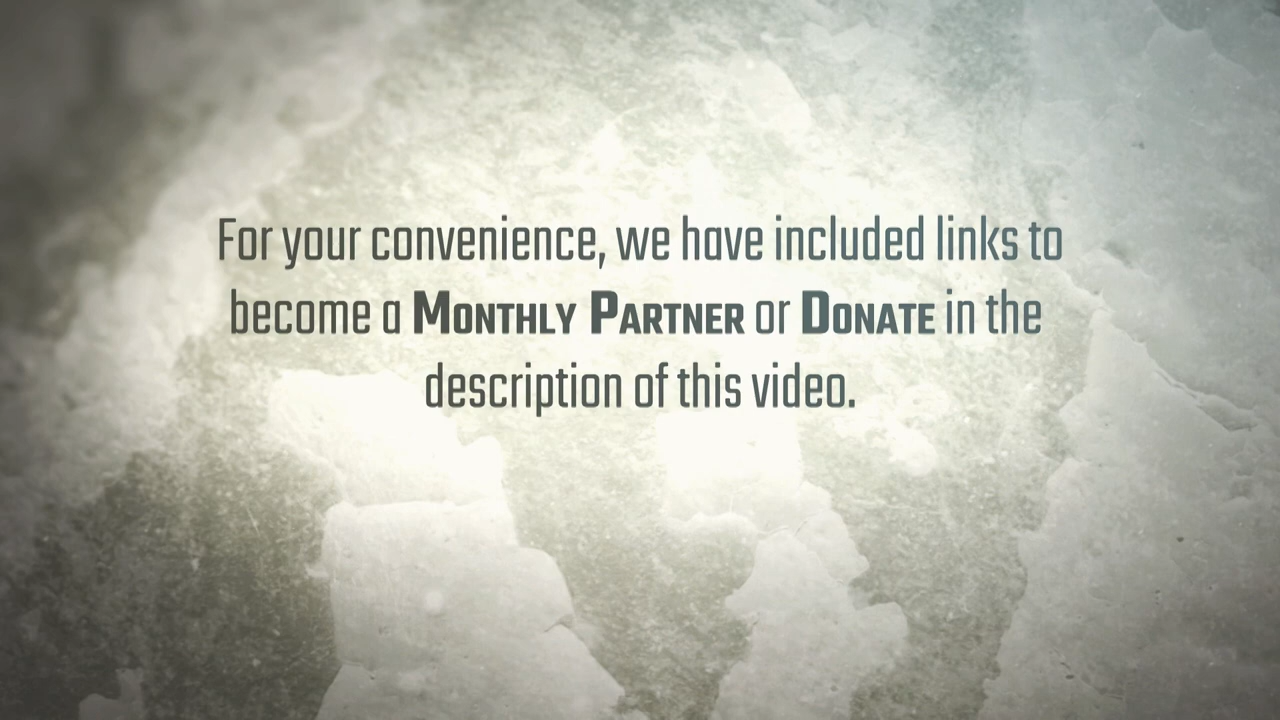 For your convenience, we have included links to
become a Monthly Partner or Donate in the
description of this video.